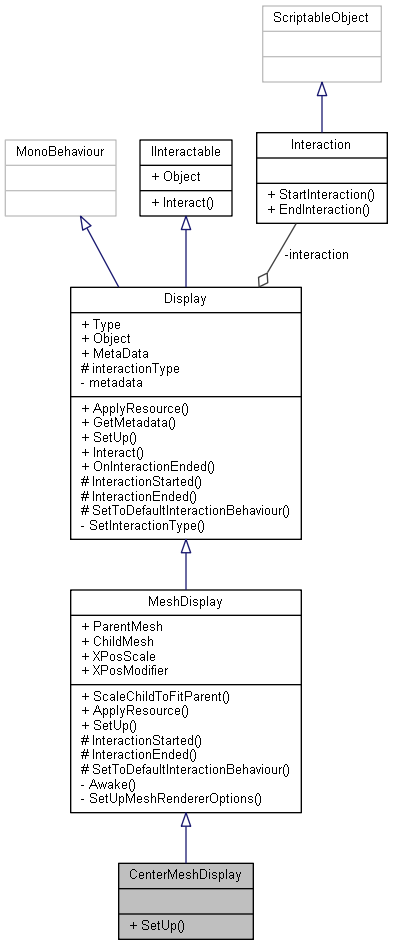 ScriptableObject
MonoBehaviour
IInteractable
+ Object
+ Interact()
Interaction
+ StartInteraction()
+ EndInteraction()
-interaction
Display
+ Type
+ Object
+ MetaData
# interactionType
- metadata
+ ApplyResource()
+ GetMetadata()
+ SetUp()
+ Interact()
+ OnInteractionEnded()
# InteractionStarted()
# InteractionEnded()
# SetToDefaultInteractionBehaviour()
- SetInteractionType()
MeshDisplay
+ ParentMesh
+ ChildMesh
+ XPosScale
+ XPosModifier
+ ScaleChildToFitParent()
+ ApplyResource()
+ SetUp()
# InteractionStarted()
# InteractionEnded()
# SetToDefaultInteractionBehaviour()
- Awake()
- SetUpMeshRendererOptions()
CenterMeshDisplay
+ SetUp()